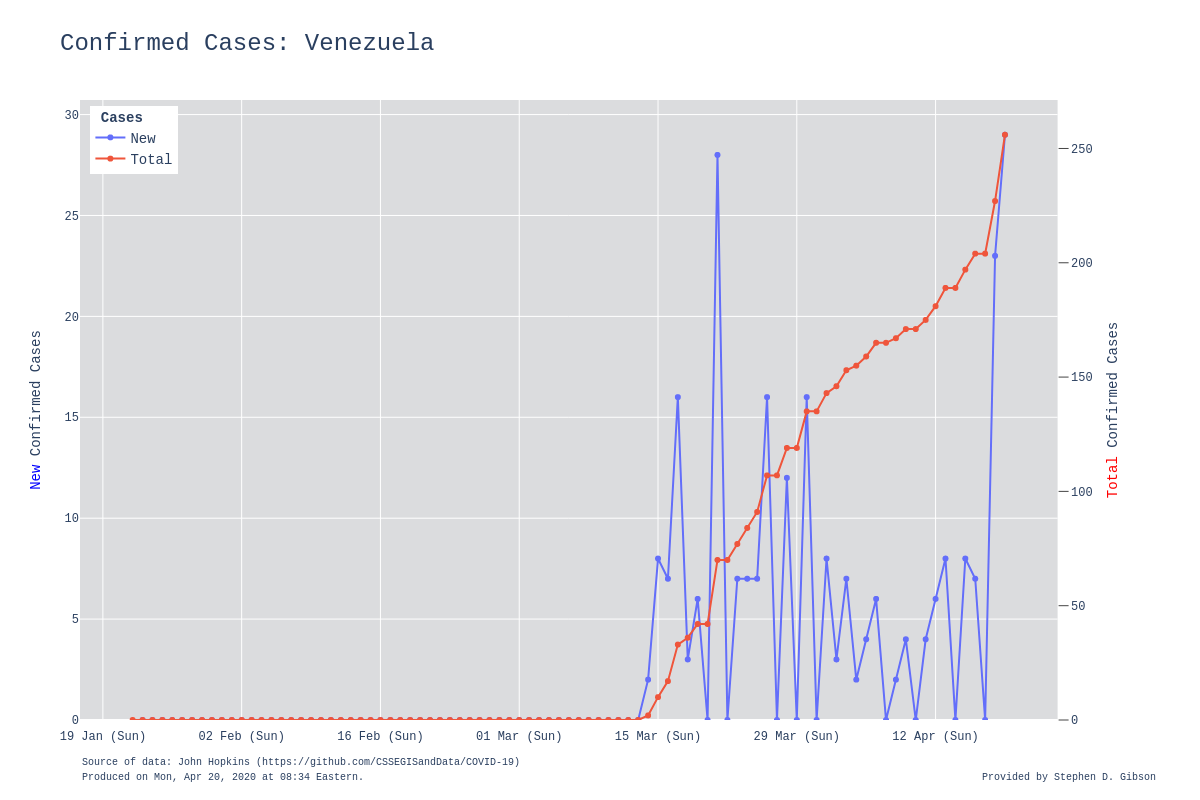 Confirmed Cases: Venezuela
Cases
New
Total
30
25
20
15
10
5
0
250
200
150
100
50
0
New Confirmed Cases
Total Confirmed Cases
19 Jan (Sun) 02 Feb (Sun) 16 Feb (Sun) 01 Mar (Sun) 15 Mar (Sun) 29 Mar (Sun) 12 Apr (Sun)
Source of data: John Hopkins (https://github.com/CSSEGISandData/COVID-19)
Produced on Mon, Apr 20, 2020 at 08:34 Eastern.
Provided by Stephen D. Gibson